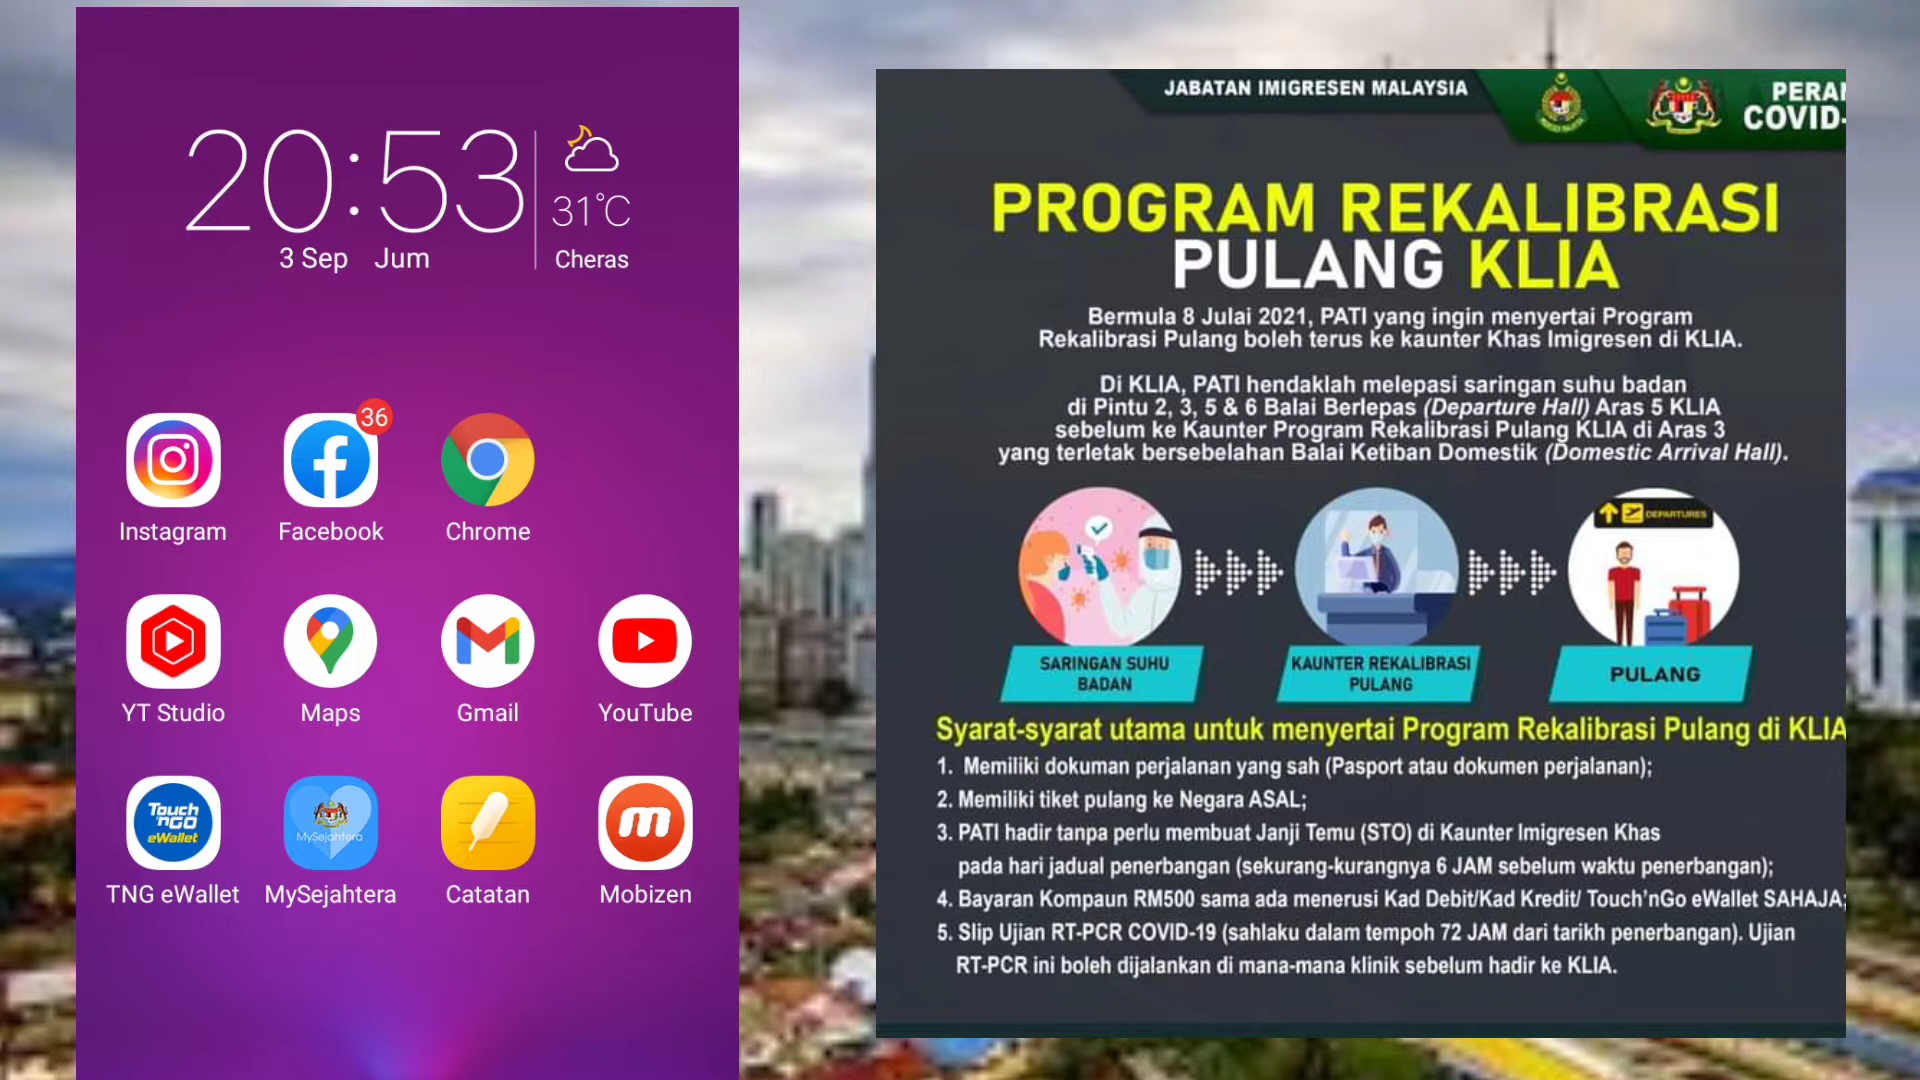 20:53
31°C
3 Sep Jum
Cheras
36
Instagram
Facebook
Chrome
YT Studio
Maps
Gmail
YouTube
Touch
'nGO
eWallet
MySejahtera
m
TNG eWallet
MySejahtera
Catatan
Mobizen
JABATAN IMIGRESEN MALAYSIA
PERAN
COVID-
PROGRAM REKALIBRASI
PULANG KLIA
Bermula 8 Julai 2021, PATI yang ingin menyertai Program
Rekalibrasi Pulang boleh terus ke kaunter Khas Imigresen di KLIA.
Di KLIA, PATI hendaklah melepasi saringan suhu badan
di Pintu 2, 3, 5 & 6 Balai Berlepas (Departure Hall) Aras 5 KLIA
sebelum ke Kaunter Program Rekalibrasi Pulang KLIA di Aras 3
yang terletak bersebelahan Balai Ketiban Domestik (Domestic Arrival Hall).
DEPARTURES
SARINGAN SUHU
BADAN
KAUNTER REKALIBRASI
PULANG
PULANG
Syarat-syarat utama untuk menyertai Program Rekalibrasi Pulang di KLIA
1. Memiliki dokuman perjalanan yang sah (Pasport atau dokumen perjalanan);
2. Memiliki tiket pulang ke Negara ASAL;
3. PATI hadir tanpa perlu membuat Janji Temu (STO) di Kaunter Imigresen Khas
pada hari jadual penerbangan (sekurang-kurangnya 6 JAM sebelum waktu penerbangan);
4. Bayaran Kompaun RM500 sama ada menerusi Kad Debit/Kad Kredit/ Touch'nGo eWallet SAHAJA;
5. Slip Ujian RT-PCR COVID-19 (sahlaku dalam tempoh 72 JAM dari tarikh penerbangan). Ujian
RT-PCR ini boleh dijalankan di mana-mana klinik sebelum hadir ke KLIA.